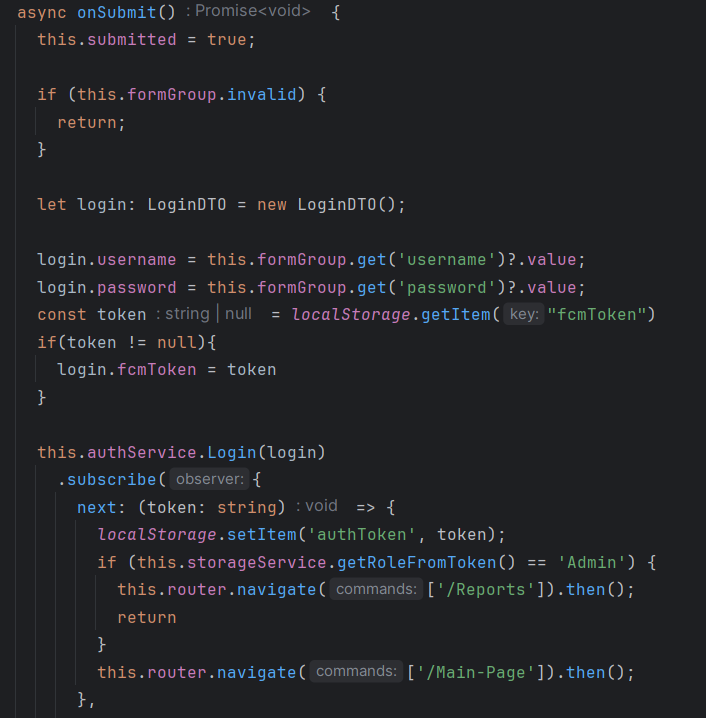 async onSubmit() : Promise<void> {
this.submitted = true;
if (this.formGroup.invalid) {
return;
}
let login: LoginDTO = new LoginDTO();
login.username = this.formGroup.get('username')?.value;
login.password = this.formGroup.get('password')?.value;
const token : string | null = localStorage.getItem( key: "fcmToken")
if(token != null){
login.fcmToken = token
}
this.authService.Login(login)
.subscribe( observer: {
next: (token: string) : void => {
localStorage.setItem('authToken', token);
if (this.storageService.getRoleFromToken() == 'Admin') {
this.router.navigate( commands: ['/Reports']).then();
return
}
this.router.navigate( commands: ['/Main-Page']).then();
},